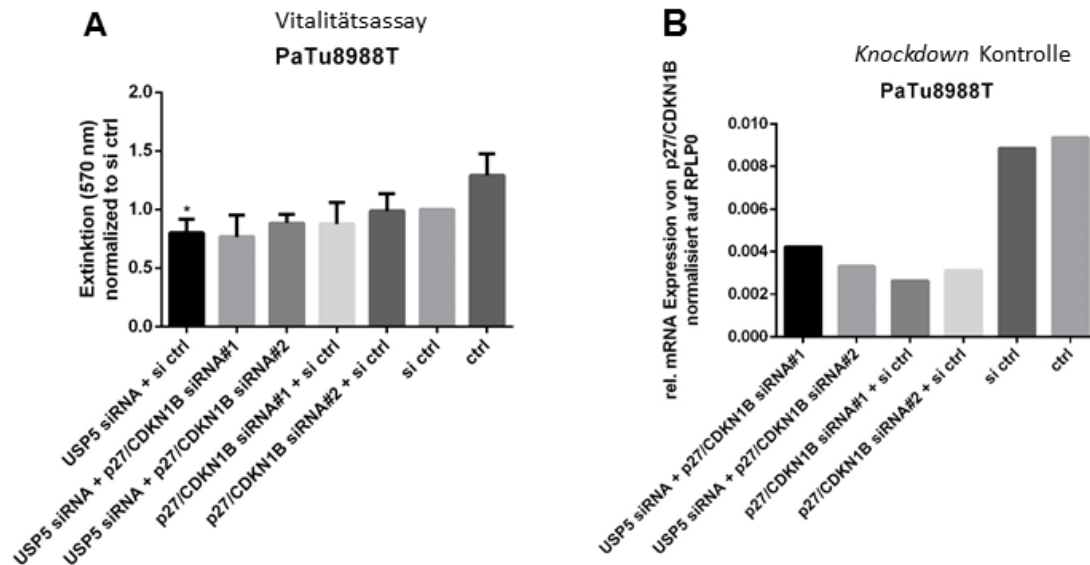 A
Vitalitätsassay
PaTu8988T
Extinktion (570 nm)
normalized to si ctrl
2.0
1.5
1.0
0.5
0.0
*
USP5 siRNA + si ctrl
USP5 siRNA + p27/CDKN1B siRNA#1
USP5 siRNA + p27/CDKN1B siRNA#2
p27/CDKN1B siRNA#1 + si ctrl
p27/CDKN1B siRNA#2 + si ctrl
si ctrl
ctrl
B
Knockdown Kontrolle
PaTu8988T
rel. mRNA Expression von p27/CDKN1B
normalisiert auf RPLP0
0.010
0.008
0.006
0.004
0.002
0.000
USP5 siRNA + p27/CDKN1B siRNA#1
USP5 siRNA + p27/CDKN1B siRNA#2
p27/CDKN1B siRNA#1 + si ctrl
p27/CDKN1B siRNA#2 + si ctrl
si ctrl
ctrl